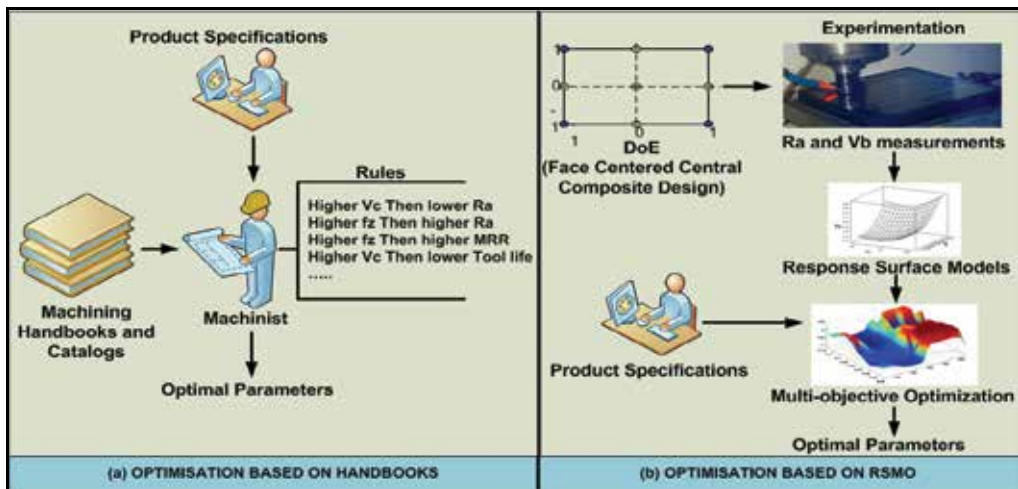 Product Specifications
Rules
Higher Vc Then lower Ra
Higher fz Then higher Ra
Higher fz Then higher MRR
Higher Vc Then lower Tool life
.....
Machining
Handbooks and
Catalogs
Machinist
Optimal Parameters
(a) OPTIMISATION BASED ON HANDBOOKS
Experimentation
1
0
-
1
1
0
1
DoE
(Face Centered Central
Composite Design)
Ra and Vb measurements
Response Surface Models
Product Specifications
Multi-objective Optimization
Optimal Parameters
(b) OPTIMISATION BASED ON RSMO